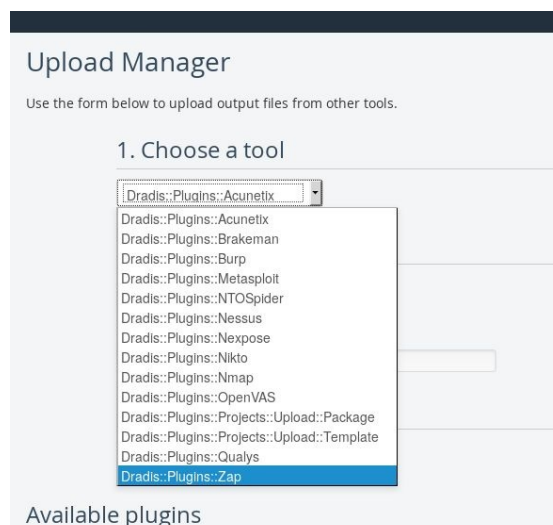 Upload Manager
Use the form below to upload output files from other tools.
1. Choose a tool
Dradis::Plugins::Acunetix
Dradis::Plugins::Acunetix
Dradis::Plugins::Brakeman
Dradis::Plugins::Burp
Dradis::Plugins::Metasploit
Dradis::Plugins::NTOSpider
Dradis::Plugins::Nessus
Dradis::Plugins::Nexpose
Dradis::Plugins::Nikto
Dradis::Plugins::Nmap
Dradis::Plugins::OpenVAS
Dradis::Plugins::Projects::Upload::Package
Dradis::Plugins::Projects::Upload::Template
Dradis::Plugins::Qualys
Dradis::Plugins::Zap
Available plugins